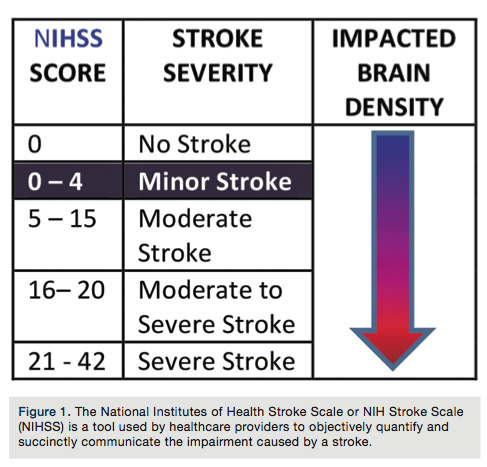 NIHSS SCORE STROKE SEVERITY IMPACTED BRAIN DENSITY
0 No Stroke
0 – 4 Minor Stroke
5 – 15 Moderate Stroke
16– 20 Moderate to Severe Stroke
21 - 42 Severe Stroke
Figure 1. The National Institutes of Health Stroke Scale or NIH Stroke Scale
(NIHSS) is a tool used by healthcare providers to objectively quantify and
succinctly communicate the impairment caused by a stroke.